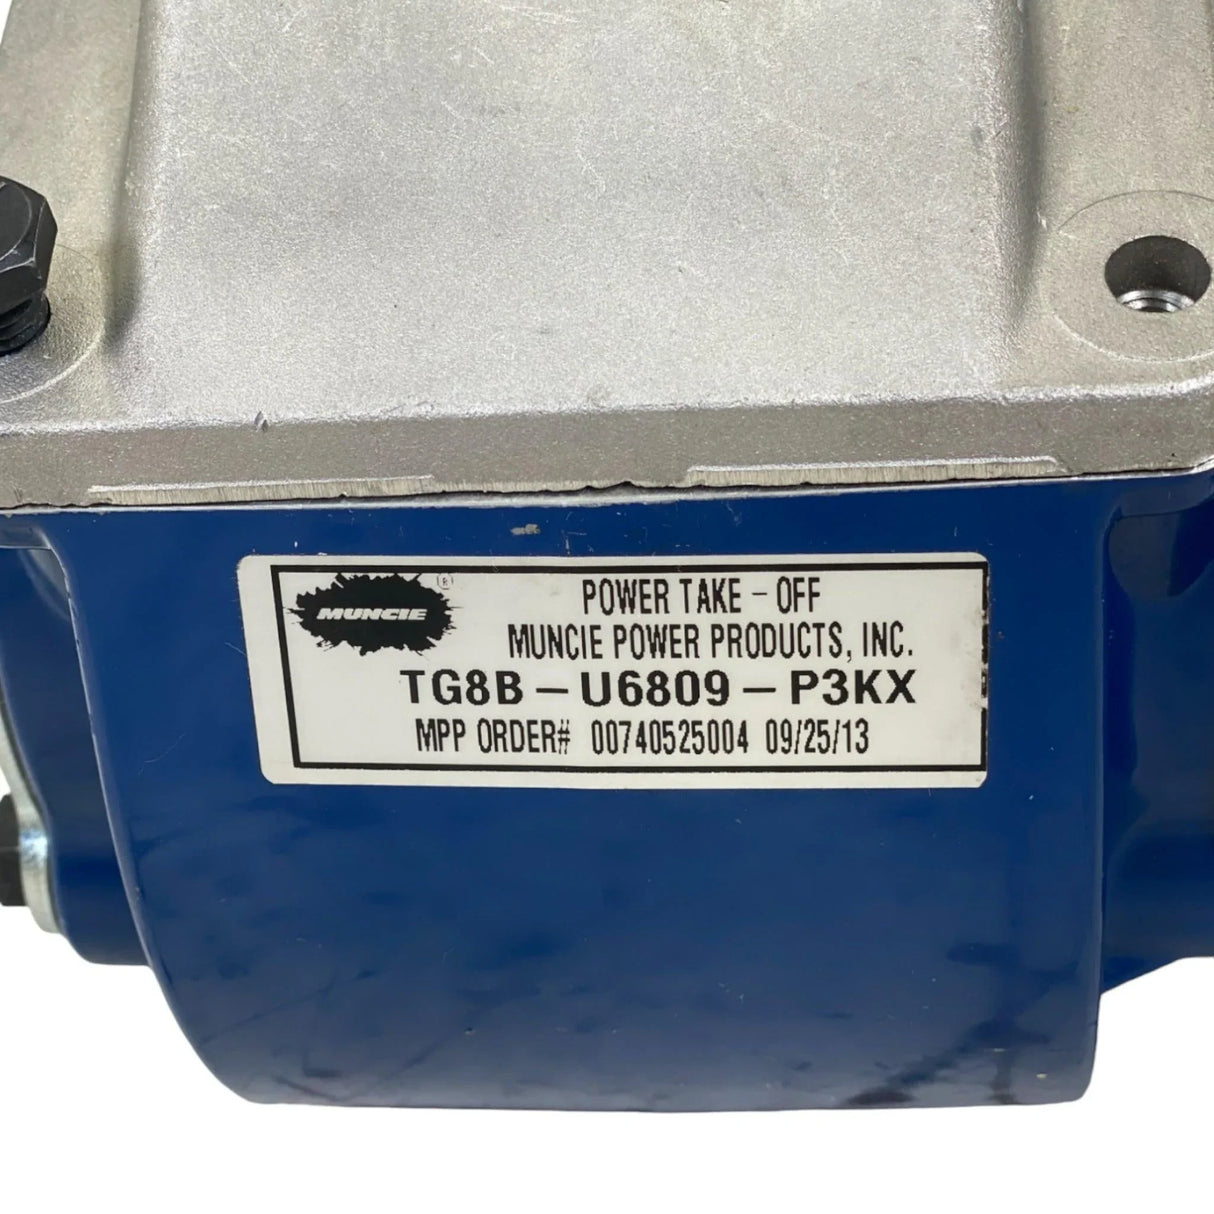 MUNCIE ®
POWER TAKE - OFF
MUNCIE POWER PRODUCTS, INC.
TG8B - U6809 - P3KX
MPP ORDER# 00740525004 09/25/13